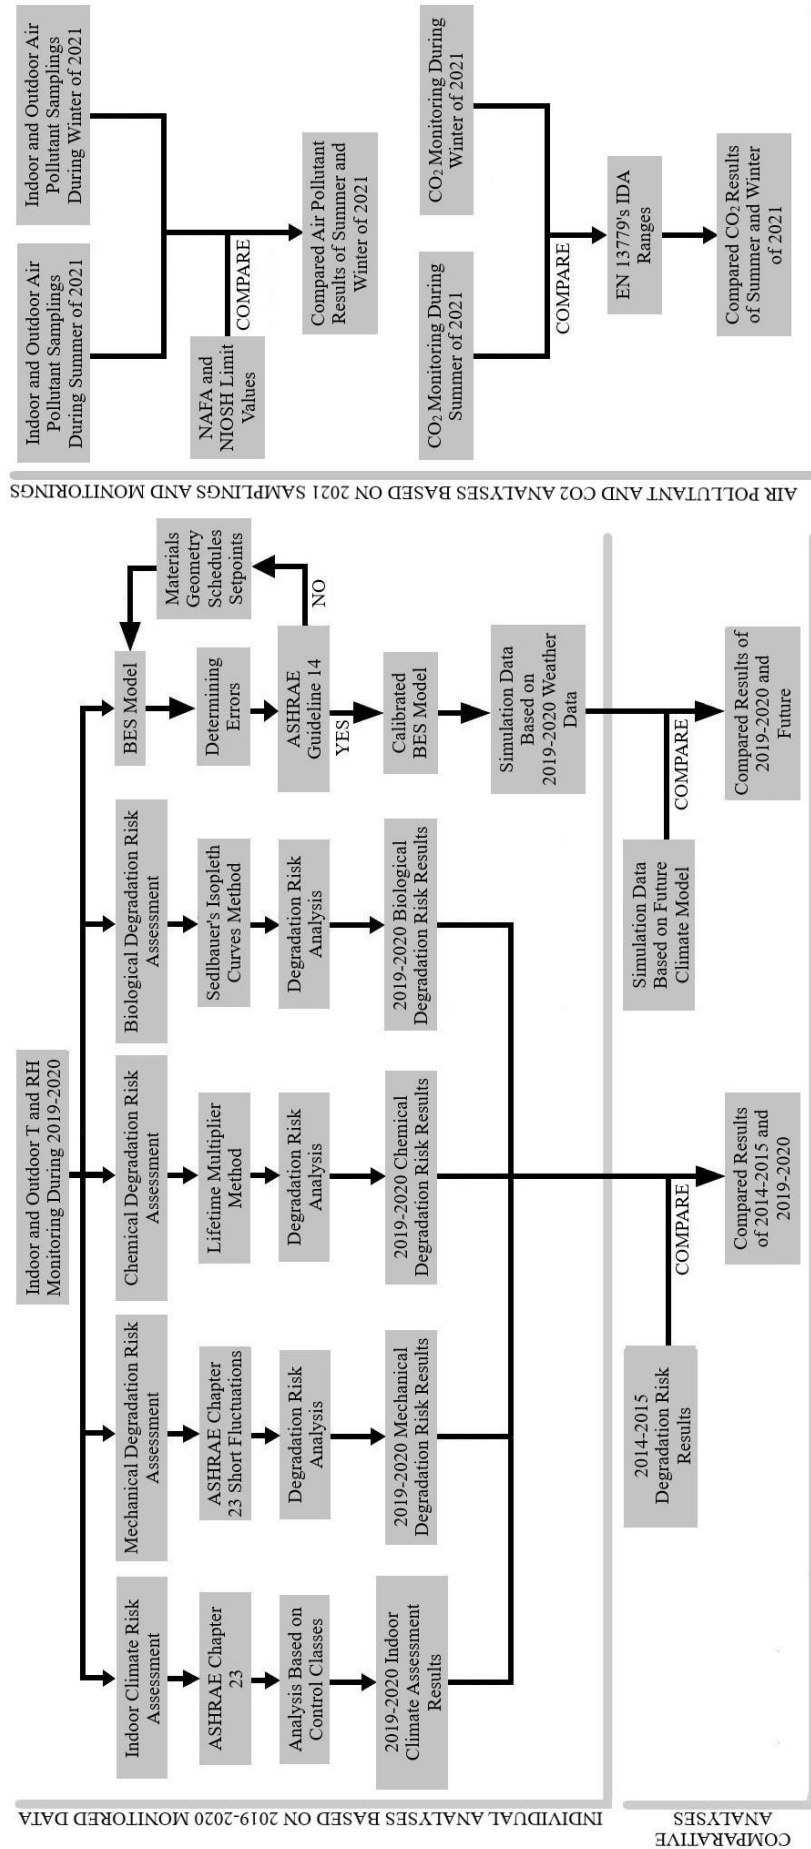 INDIVIDUAL ANALYSES BASED ON 2019-2020 MONITORED DATA
Indoor and Outdoor T and RH
Monitoring During 2019-2020
Indoor Climate Risk
Assessment
ASHRAE Chapter
23
Analysis Based on
Control Classes
2019-2020 Indoor
Climate Assessment
Results
Mechanical Degradation Risk
Assessment
ASHRAE Chapter
23 Short Fluctuations
Degradation Risk
Analysis
2019-2020 Mechanical
Degradation Risk Results
Chemical Degradation Risk
Assessment
Lifetime Multiplier
Method
Degradation Risk
Analysis
2019-2020 Chemical
Degradation Risk Results
Biological Degradation Risk
Assessment
Sedlbauer's Isopleth
Curves Method
Degradation Risk
Analysis
2019-2020 Biological
Degradation Risk Results
BES Model
Determining
Errors
ASHRAE
Guideline 14
NO
Materials
Geometry
Schedules
Setpoints
YES
Calibrated
BES Model
Simulation Data
Based on
2019-2020 Weather
Data
COMPARATIVE
ANALYSES
2014-2015
Degradation Risk
Results
COMPARE
Compared Results
of 2014-2015 and
2019-2020
Simulation Data
Based on Future
Climate Model
COMPARE
Compared Results of
2019-2020 and
Future
AIR POLLUTANT AND CO2 ANALYSES BASED ON 2021 SAMPLINGS AND MONITORINGS
Indoor and Outdoor Air
Pollutant Samplings
During Summer of 2021
Indoor and Outdoor Air
Pollutant Samplings
During Winter of 2021
NAFA and
NIOSH Limit
Values
COMPARE
Compared Air Pollutant
Results of Summer and
Winter of 2021
CO₂ Monitoring During
Summer of 2021
CO₂ Monitoring During
Winter of 2021
COMPARE
EN 13779's IDA
Ranges
Compared CO₂ Results
of Summer and Winter
of 2021